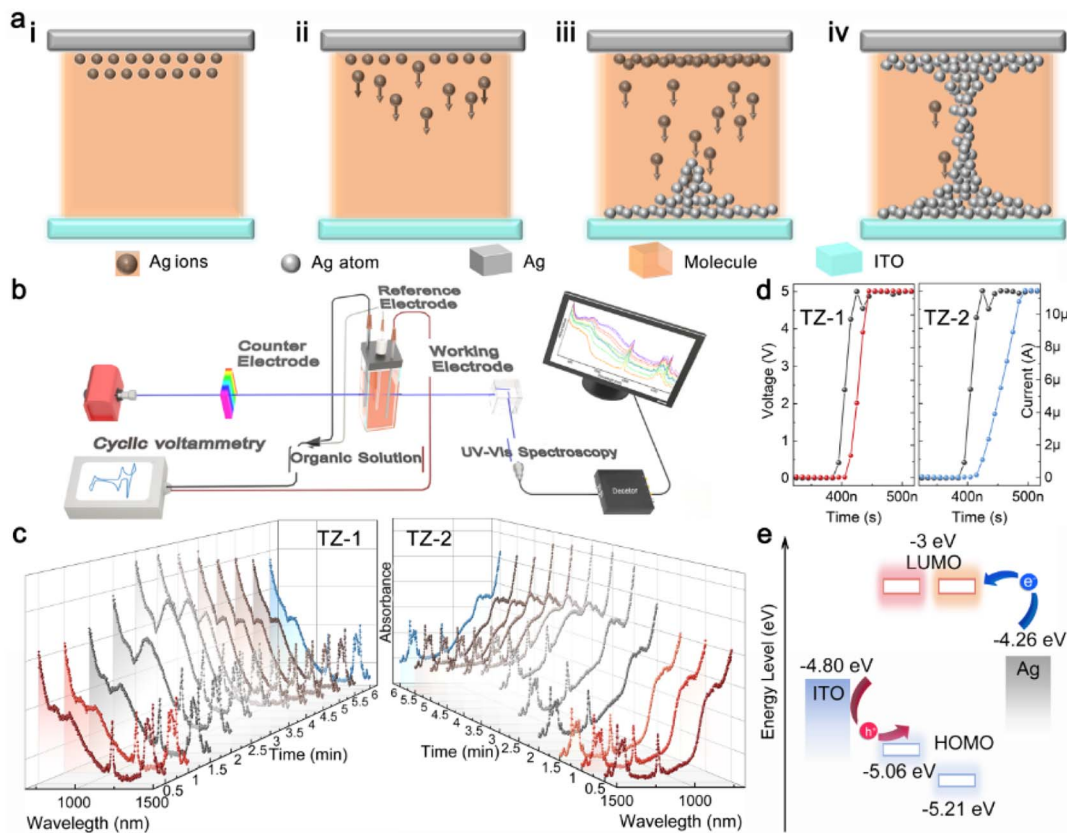 a
i
ii
iii
iv
Ag ions
Ag atom
Ag
Molecule
ITO
b
Reference
Electrode
Counter
Electrode
Working
Electrode
Cyclic voltammetry
Organic Solution
UV-Vis Spectroscopy
Decetor
d
TZ-1
TZ-2
Voltage (V)
5
4
3
2
1
0
10μ
8μ
6μ
4μ
2μ
0
Current (A)
400n 500n 400n 500n
Time (s) Time (s)
c
TZ-1
TZ-2
Absorbance
6
5.5
5
4.5
4
3.5
3
2.5
2
1.5
1
0.5
Time (min)
1000 1500
Wavelegth (nm)
6
5.5
5
4.5
4
3.5
3
2.5
2
1.5
1
0.5
Time (min)
1500 1000
Wavelegth (nm)
e
Energy Level (eV)
-3 eV
LUMO
e-
-4.26 eV
Ag
-4.80 eV
ITO
h+
HOMO
-5.06 eV
-5.21 eV